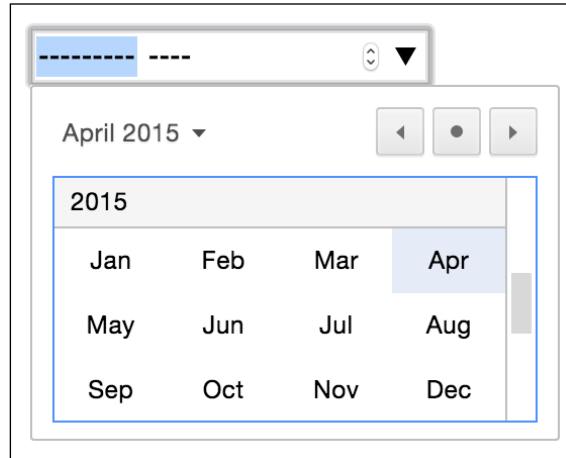 --------- ----
April 2015
2015
Jan Feb Mar Apr
May Jun Jul Aug
Sep Oct Nov Dec